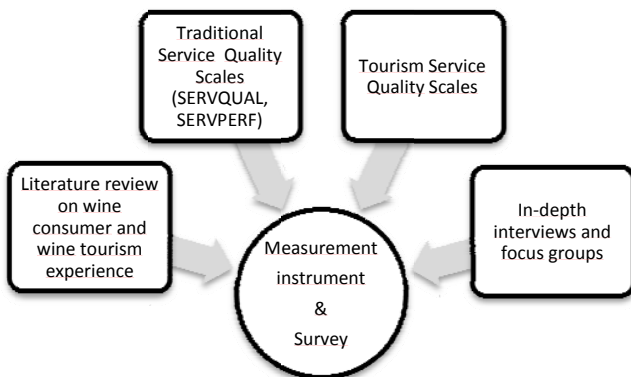 Traditional
Service Quality
Scales
(SERVQUAL,
SERVPERF)
Tourism Service
Quality Scales
Literature review
on wine
consumer and
wine tourism
experience
In-depth
interviews and
focus groups
Measurement
instrument
&
Survey